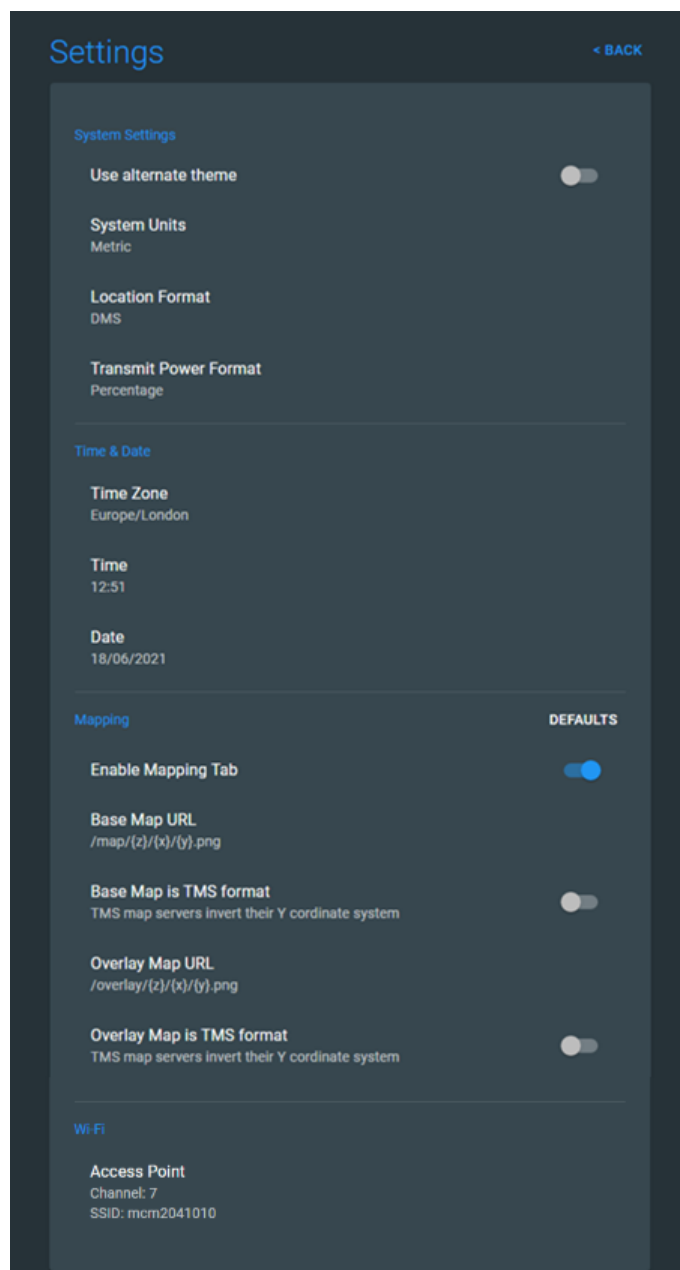 Settings
< BACK
System Settings
Use alternate theme
System Units
Metric
Location Format
DMS
Transmit Power Format
Percentage
Time & Date
Time Zone
Europe/London
Time
12:51
Date
18/06/2021
Mapping
DEFAULTS
Enable Mapping Tab
Base Map URL
/map/{z}/{x}/{y}.png
Base Map is TMS format
TMS map servers invert their Y cordinate system
Overlay Map URL
/overlay/{z}/{x}/{y}.png
Overlay Map is TMS format
TMS map servers invert their Y cordinate system
Wi-Fi
Access Point
Channel: 7
SSID: mcm2041010